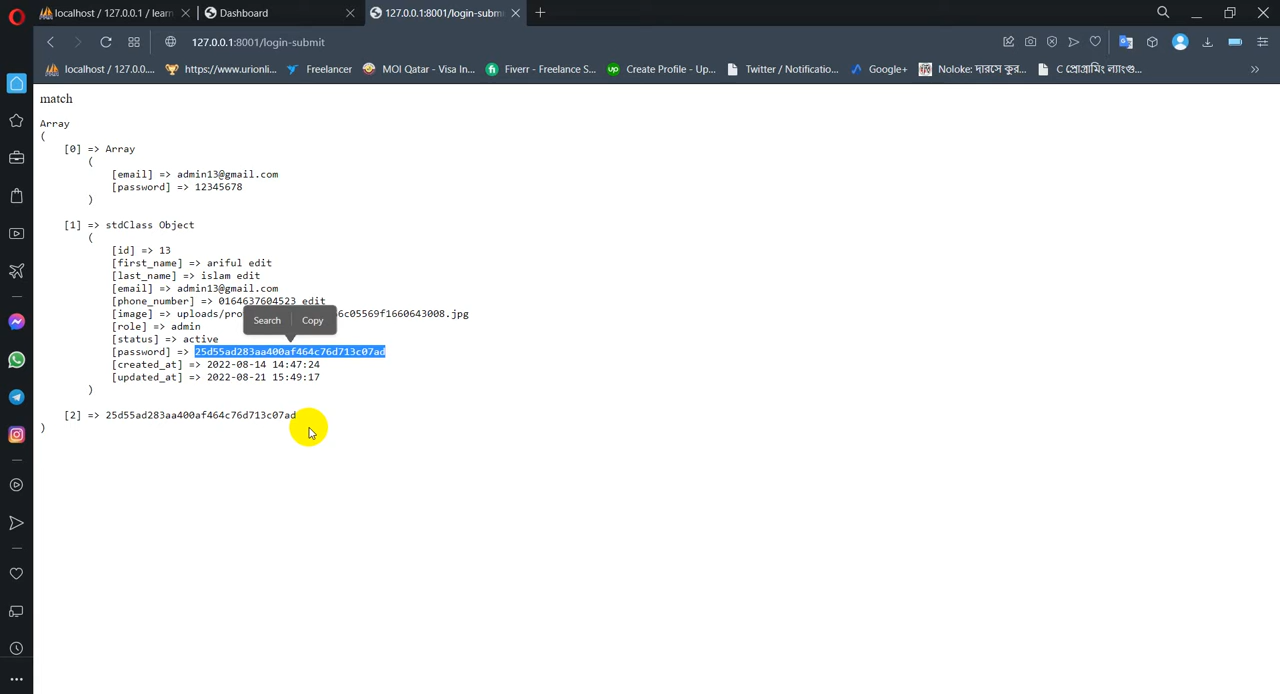 localhost / 127.0.0.1 / learn
Dashboard
127.0.0.1:8001/login-submi
127.0.0.1:8001/login-submit
localhost / 127.0.0....
https://www.urionli...
Freelancer
MOI Qatar - Visa In...
Fiverr - Freelance S...
Create Profile - Up...
Twitter / Notificatio...
Google+
Noloke: দারসে কুর...
C প্রোগ্রামিং ল্যাংগু...
match
Array
(
[0] => Array
(
[email] => admin13@gmail.com
[password] => 12345678
)
[1] => stdClass Object
(
[id] => 13
[first_name] => ariful edit
[last_name] => islam edit
[email] => admin13@gmail.com
[phone_number] => 0164637604523 edit
[image] => uploads/pro 6c05569f1660643008.jpg
Search Copy
[role] => admin
[status] => active
[password] => 25d55ad283aa400af464c76d713c07ad
[created_at] => 2022-08-14 14:47:24
[updated_at] => 2022-08-21 15:49:17
)
[2] => 25d55ad283aa400af464c76d713c07ad
)